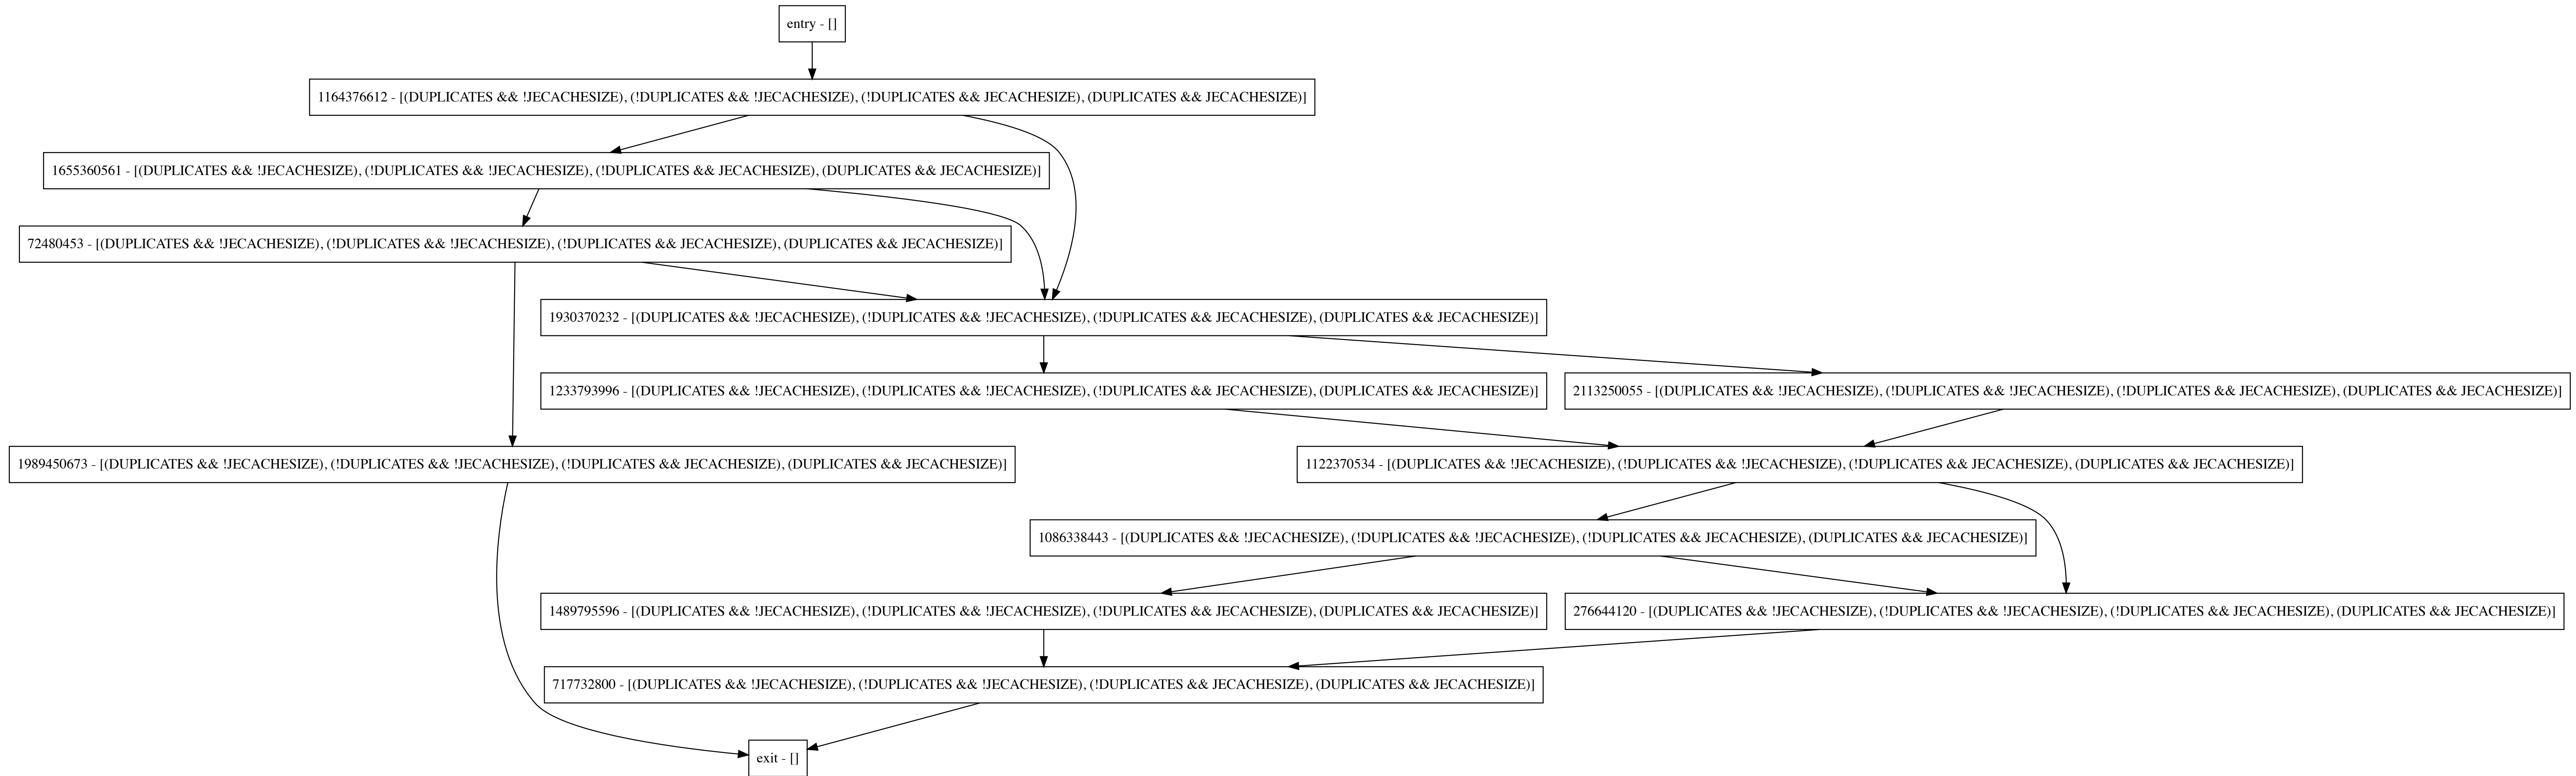 entry - []
1164376612 - [(DUPLICATES && !JECACHESIZE), (!DUPLICATES && !JECACHESIZE), (!DUPLICATES && JECACHESIZE), (DUPLICATES && JECACHESIZE)]
1655360561 - [(DUPLICATES && !JECACHESIZE), (!DUPLICATES && !JECACHESIZE), (!DUPLICATES && JECACHESIZE), (DUPLICATES && JECACHESIZE)]
72480453 - [(DUPLICATES && !JECACHESIZE), (!DUPLICATES && !JECACHESIZE), (!DUPLICATES && JECACHESIZE), (DUPLICATES && JECACHESIZE)]
1930370232 - [(DUPLICATES && !JECACHESIZE), (!DUPLICATES && !JECACHESIZE), (!DUPLICATES && JECACHESIZE), (DUPLICATES && JECACHESIZE)]
1233793996 - [(DUPLICATES && !JECACHESIZE), (!DUPLICATES && !JECACHESIZE), (!DUPLICATES && JECACHESIZE), (DUPLICATES && JECACHESIZE)]
2113250055 - [(DUPLICATES && !JECACHESIZE), (!DUPLICATES && !JECACHESIZE), (!DUPLICATES && JECACHESIZE), (DUPLICATES && JECACHESIZE)]
1989450673 - [(DUPLICATES && !JECACHESIZE), (!DUPLICATES && !JECACHESIZE), (!DUPLICATES && JECACHESIZE), (DUPLICATES && JECACHESIZE)]
1122370534 - [(DUPLICATES && !JECACHESIZE), (!DUPLICATES && !JECACHESIZE), (!DUPLICATES && JECACHESIZE), (DUPLICATES && JECACHESIZE)]
1086338443 - [(DUPLICATES && !JECACHESIZE), (!DUPLICATES && !JECACHESIZE), (!DUPLICATES && JECACHESIZE), (DUPLICATES && JECACHESIZE)]
1489795596 - [(DUPLICATES && !JECACHESIZE), (!DUPLICATES && !JECACHESIZE), (!DUPLICATES && JECACHESIZE), (DUPLICATES && JECACHESIZE)]
276644120 - [(DUPLICATES && !JECACHESIZE), (!DUPLICATES && !JECACHESIZE), (!DUPLICATES && JECACHESIZE), (DUPLICATES && JECACHESIZE)]
717732800 - [(DUPLICATES && !JECACHESIZE), (!DUPLICATES && !JECACHESIZE), (!DUPLICATES && JECACHESIZE), (DUPLICATES && JECACHESIZE)]
exit - []